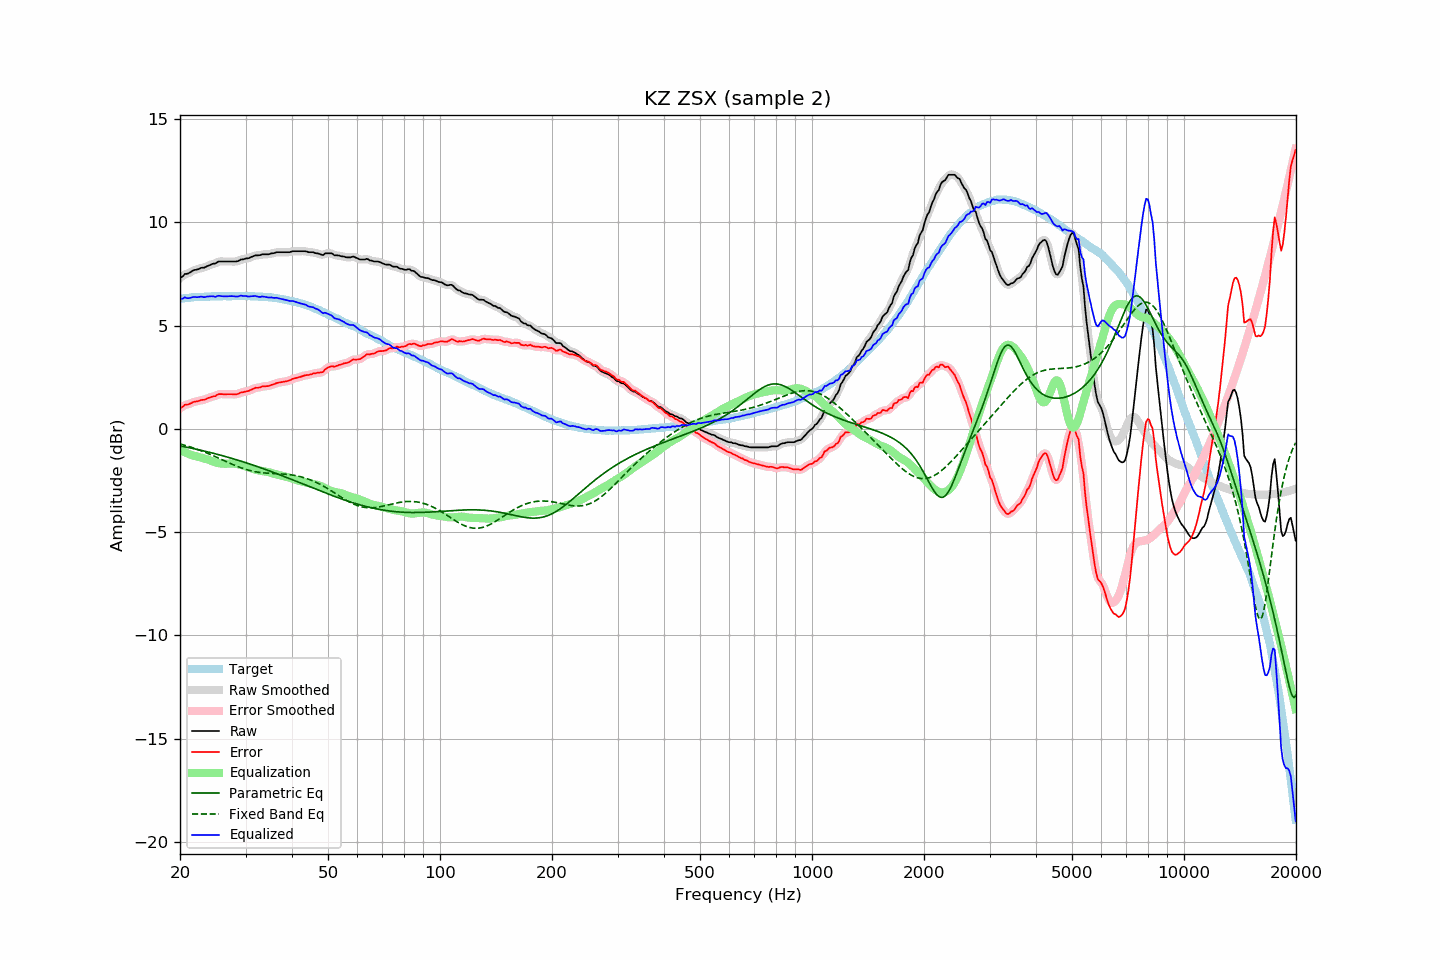 KZ ZSX (sample 2)
15
10
5
0
−5
−10
−15
−20
Amplitude (dBr)
Target
Raw Smoothed
Error Smoothed
Raw
Error
Equalization
Parametric Eq
Fixed Band Eq
Equalized
20 50 100 200 500 1000 2000 5000 10000 20000
Frequency (Hz)